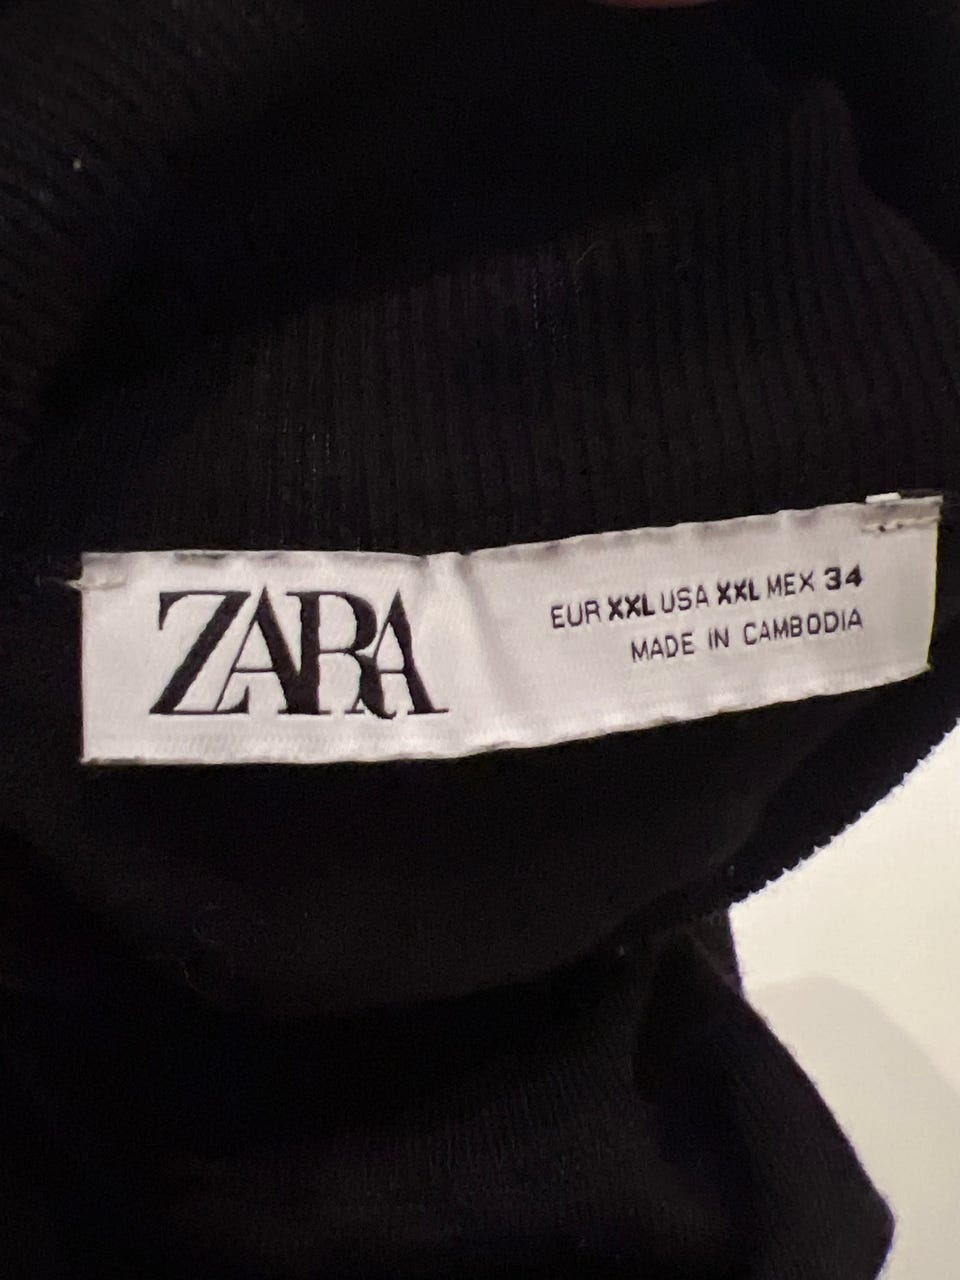 ZARA
EUR XXL USA XXL MEX 34
MADE IN CAMBODIA